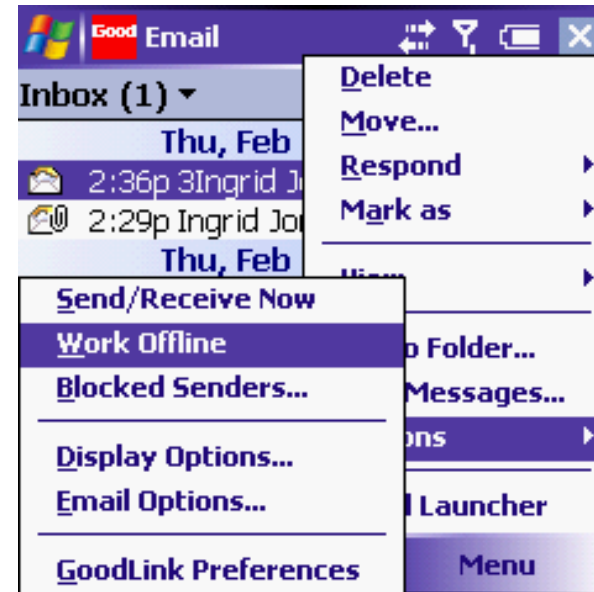 Good Email
Inbox (1)
Thu, Feb
2:36p 3Ingrid J
2:29p Ingrid Jo
Thu, Feb
Delete
Move...
Respond
Mark as
View
o Folder...
Messages...
ons
Launcher
Menu
Send/Receive Now
Work Offline
Blocked Senders...
Display Options...
Email Options...
GoodLink Preferences